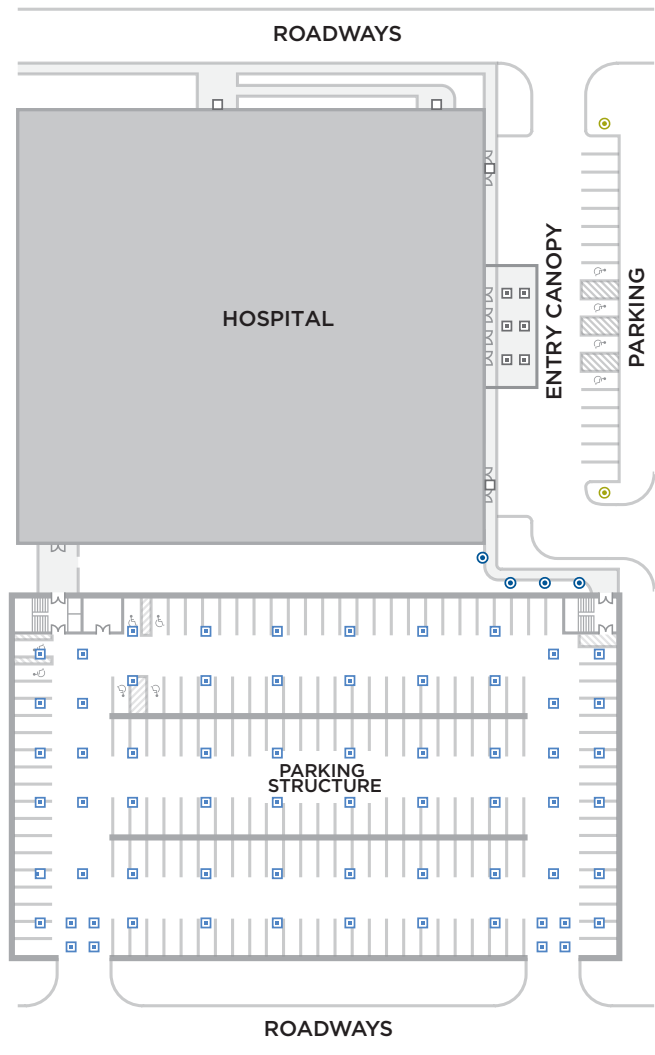 ROADWAYS
HOSPITAL
ENTRY CANOPY
PARKING
PARKING
STRUCTURE
ROADWAYS